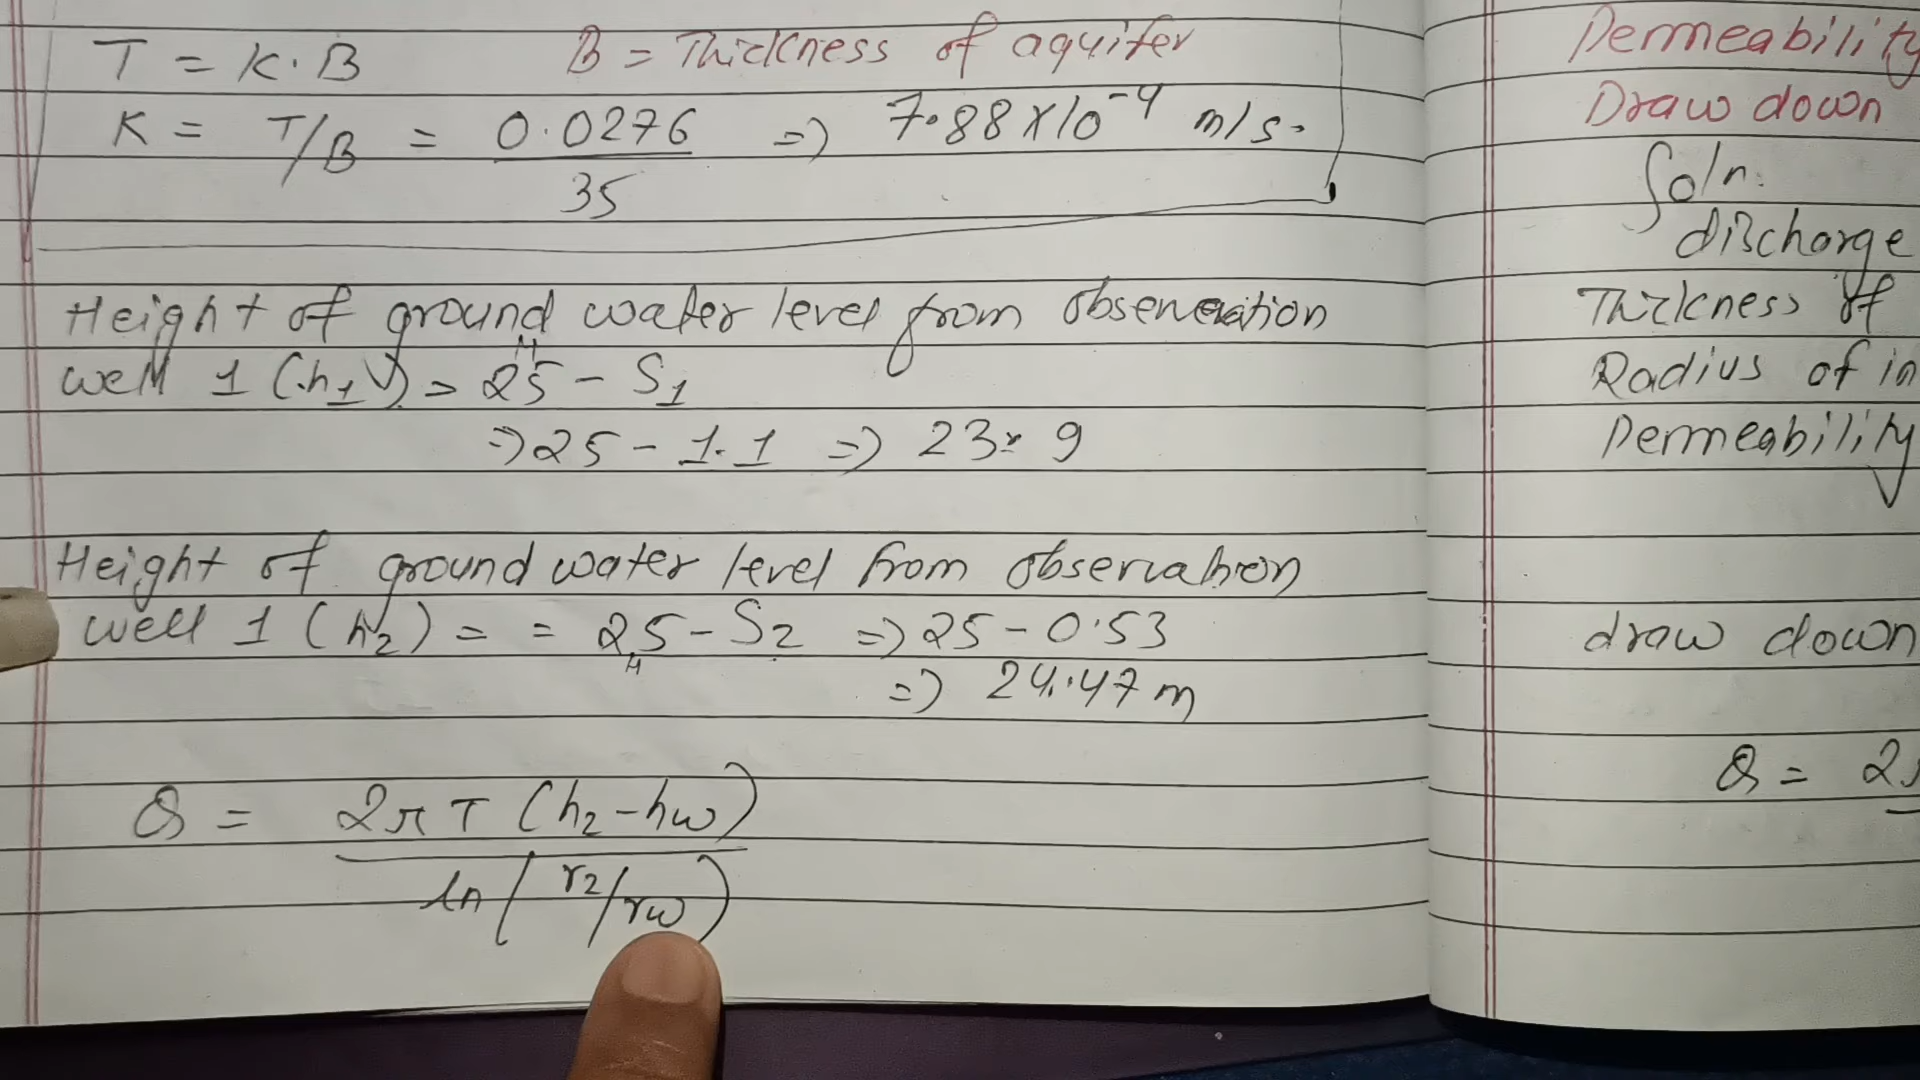 T = K.B B = Thickness of aquifer
K = T/B = 0.0276 / 35 => 7.88 x 10^-4 m/s.
Height of ground water level from observation
well 1 (h1) = 25 - S1
H
=> 25 - 1.1 => 23.9
Height of ground water level from observation
well 1 (h2) = = 25 - S2 => 25 - 0.53
H
=> 24.47 m
Q = 2πT (h2 - hw) / ln (r2/rw)
Permeability
Draw down
Soln.
discharge
Thickness of
Radius of in
Permeability
draw down
Q = 2